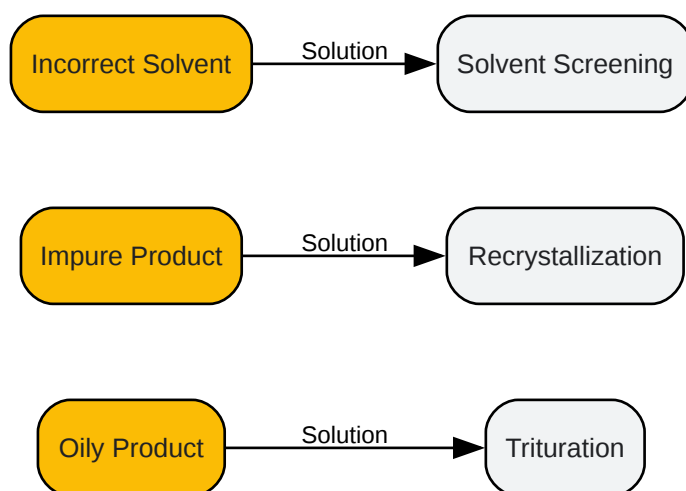 Incorrect Solvent
Solution
Solvent Screening
Impure Product
Solution
Recrystallization
Oily Product
Solution
Trituration